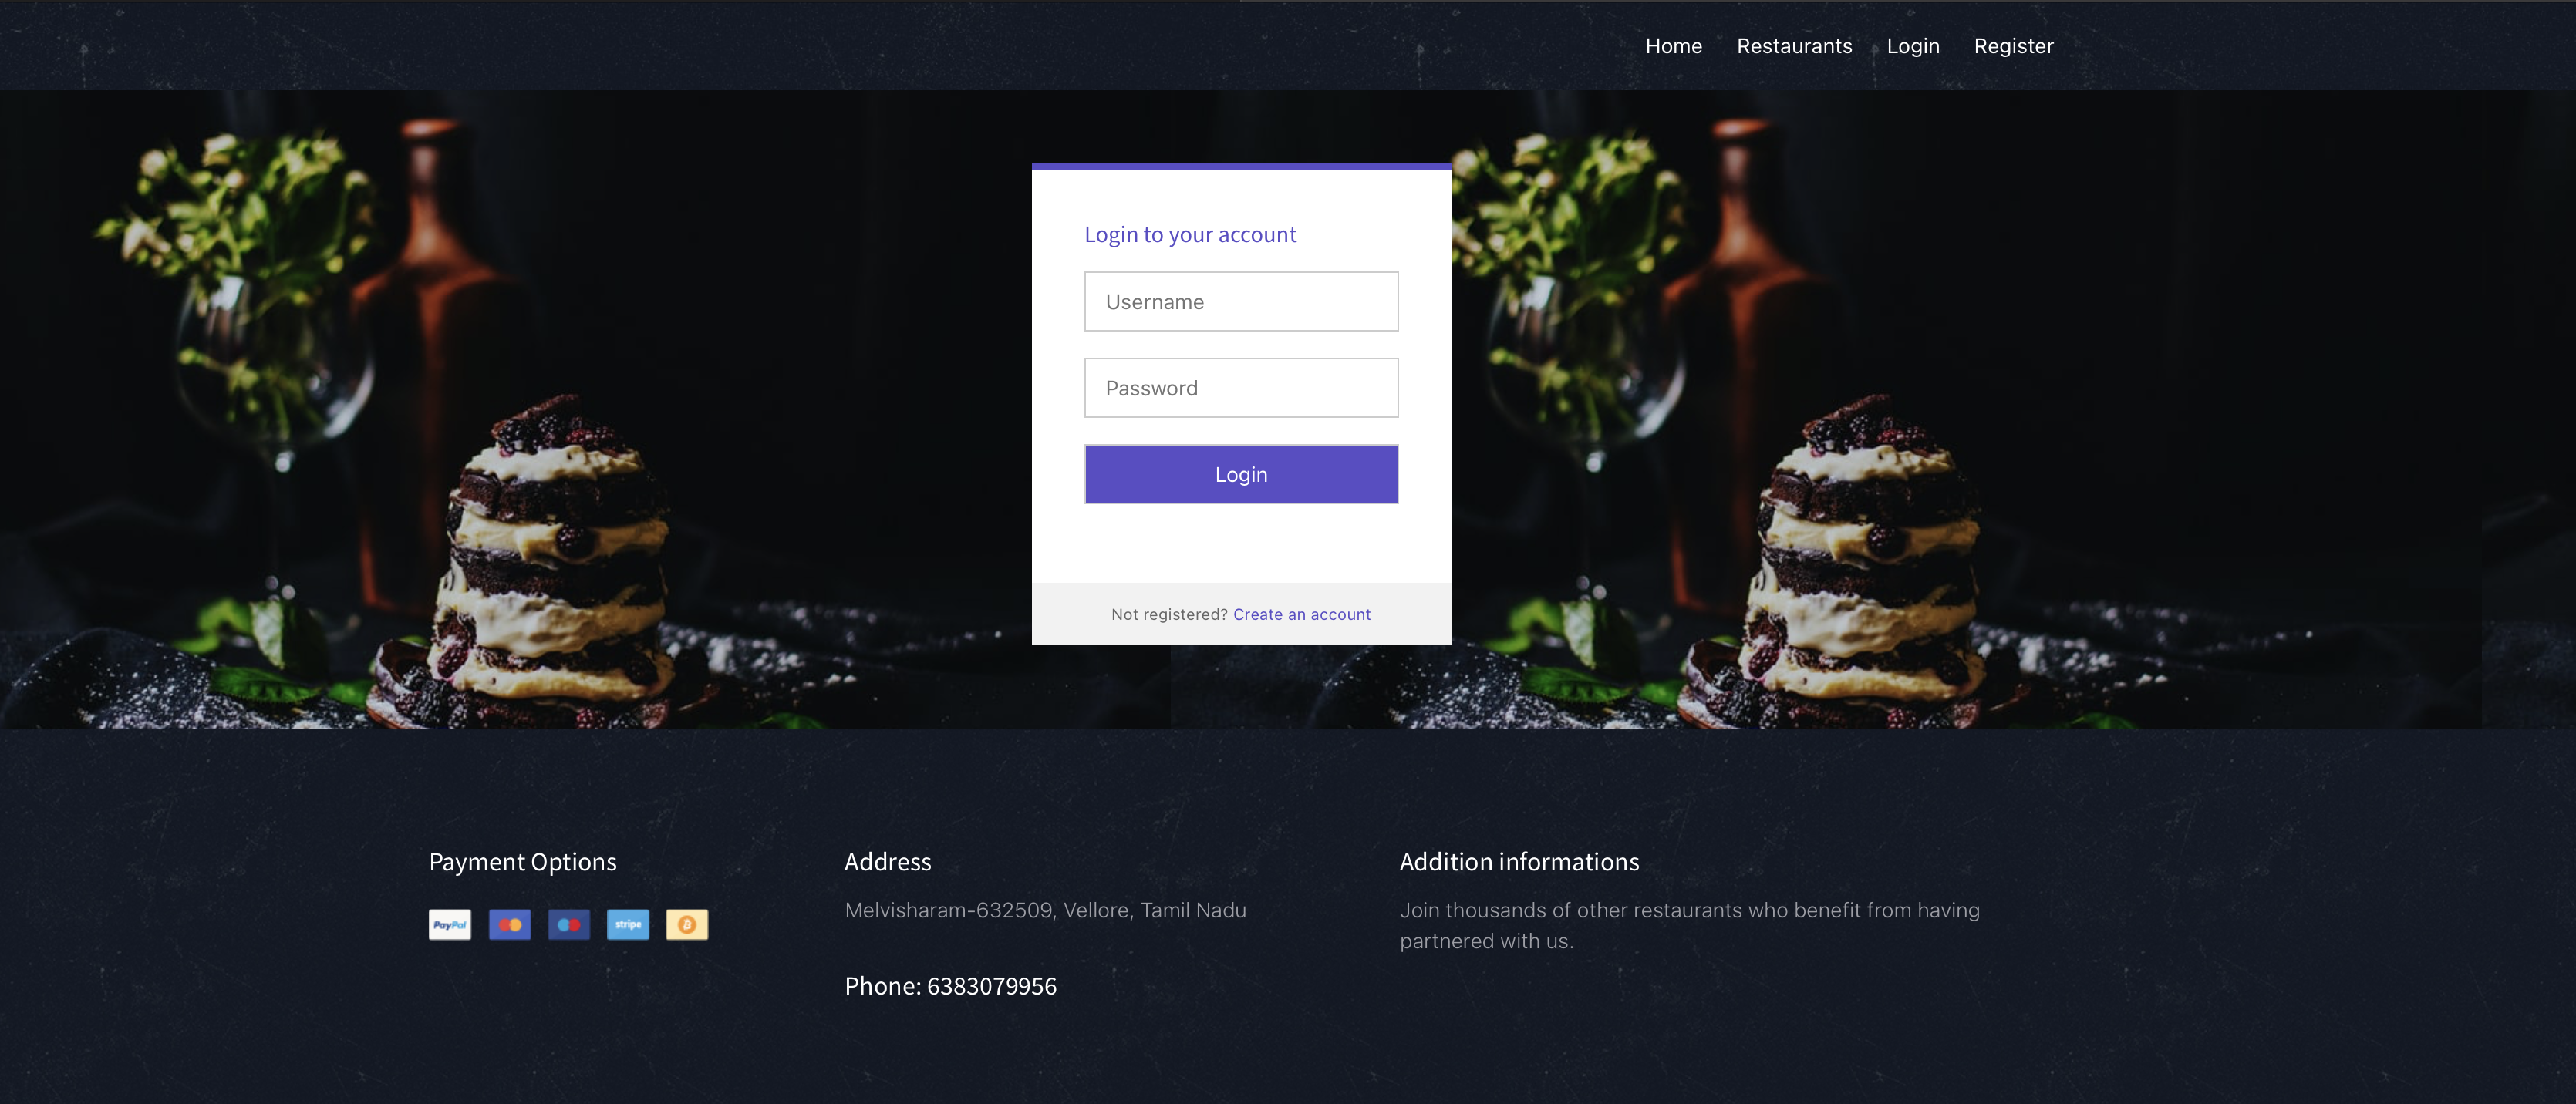 Home Restaurants Login Register
Login to your account
Username
Password
Login
Not registered? Create an account
Payment Options
PayPal
stripe
Address
Melvisharam-632509, Vellore, Tamil Nadu
Phone: 6383079956
Addition informations
Join thousands of other restaurants who benefit from having
partnered with us.